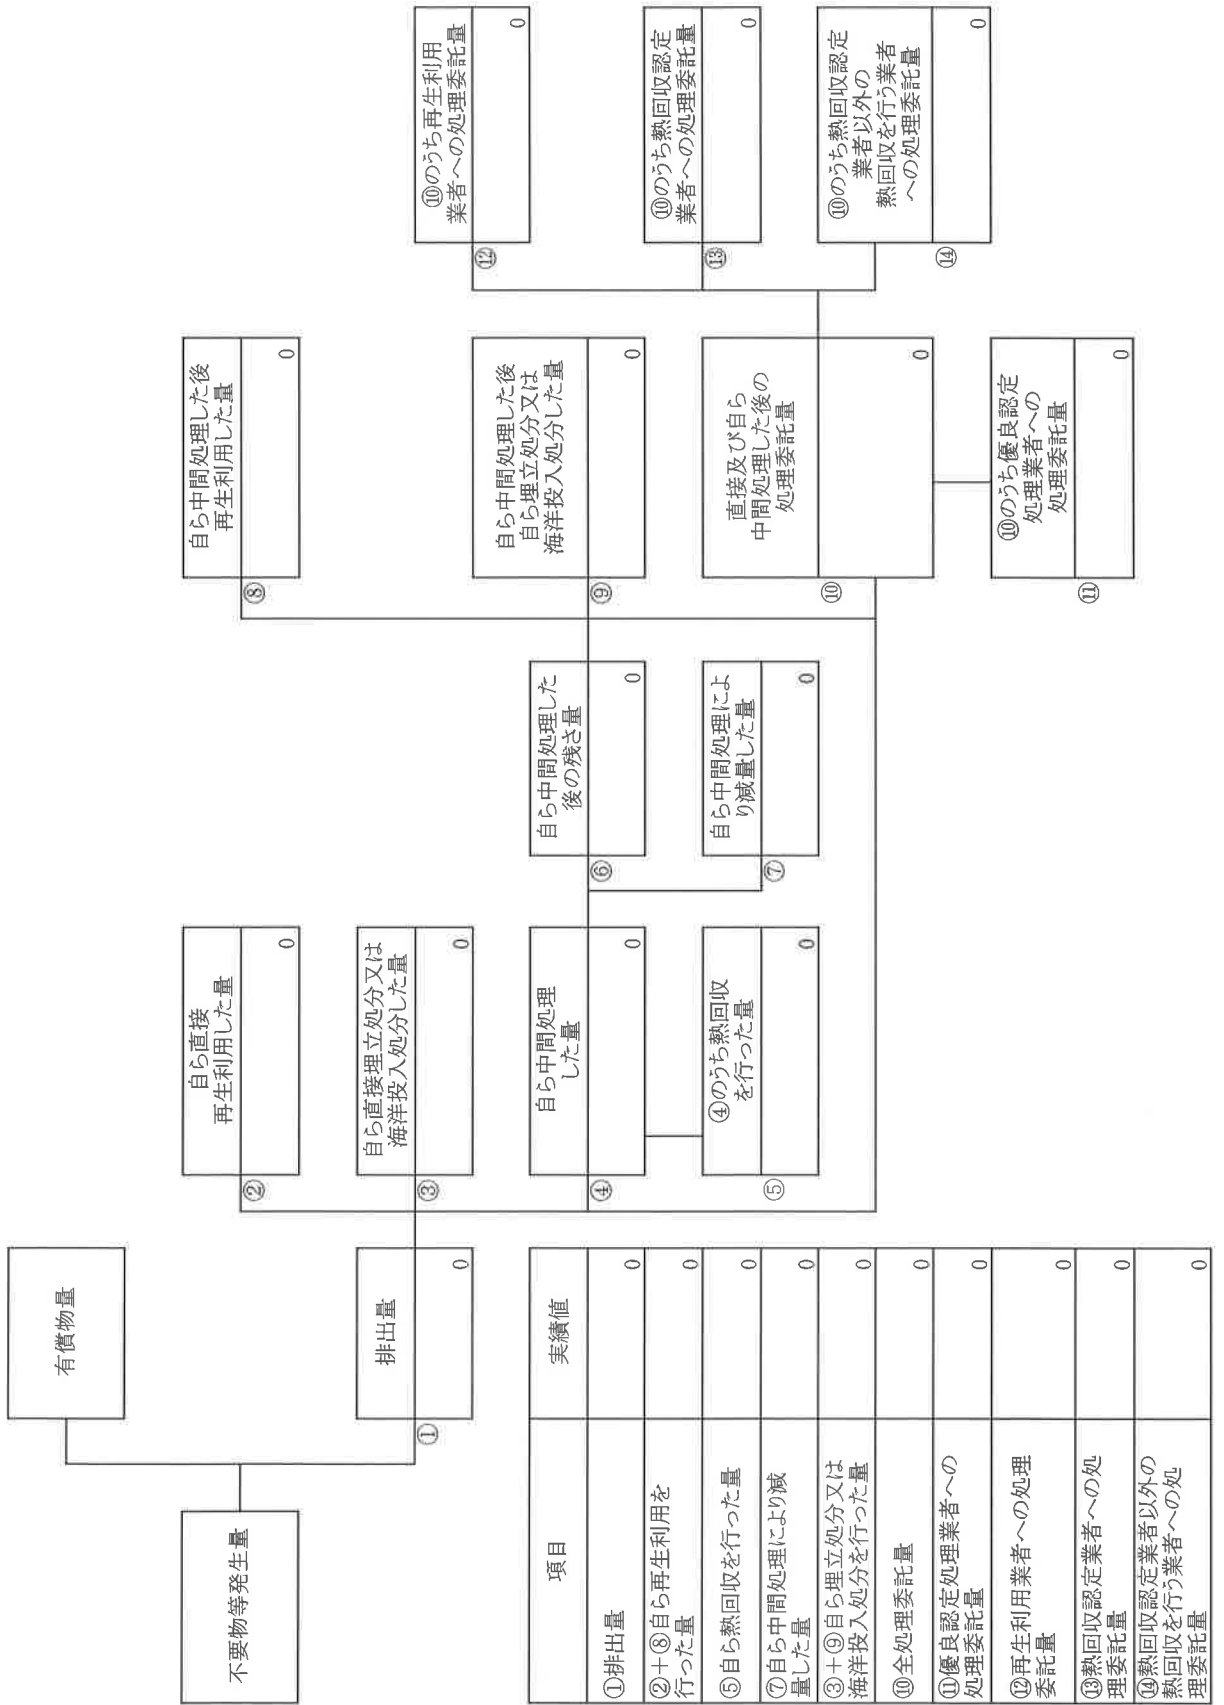 有償物量
不要物等発生量
①
排出量
0
②
自ら直接
再生利用した量
0
③
自ら直接埋立処分又は
海洋投入処分した量
0
④
自ら中間処理
した量
0
⑤
④のうち熱回収
を行った量
0
⑥
自ら中間処理した
後の残さ量
0
⑦
自ら中間処理によ
り減量した量
0
⑧
自ら中間処理した後
再生利用した量
0
⑨
自ら中間処理した後
自ら埋立処分又は
海洋投入処分した量
0
⑩
直接及び自ら
中間処理した後の
処理委託量
0
⑪
⑩のうち優良認定
処理業者への
処理委託量
0
⑫
⑩のうち再生利用
業者への処理委託量
0
⑬
⑩のうち熱回収認定
業者への処理委託量
0
⑭
⑩のうち熱回収認定
業者以外の
熱回収を行う業者
への処理委託量
0
項目 実績値
①排出量 0
②+⑧自ら再生利用を
行った量 0
⑤自ら熱回収を行った量 0
⑦自ら中間処理により減
量した量 0
③+⑨自ら埋立処分又は
海洋投入処分を行った量 0
⑩全処理委託量 0
⑪優良認定処理業者への
処理委託量 0
⑫再生利用業者への処理
委託量 0
⑬熱回収認定業者への処
理委託量 0
⑭熱回収認定業者以外の
熱回収を行う業者への処
理委託量 0